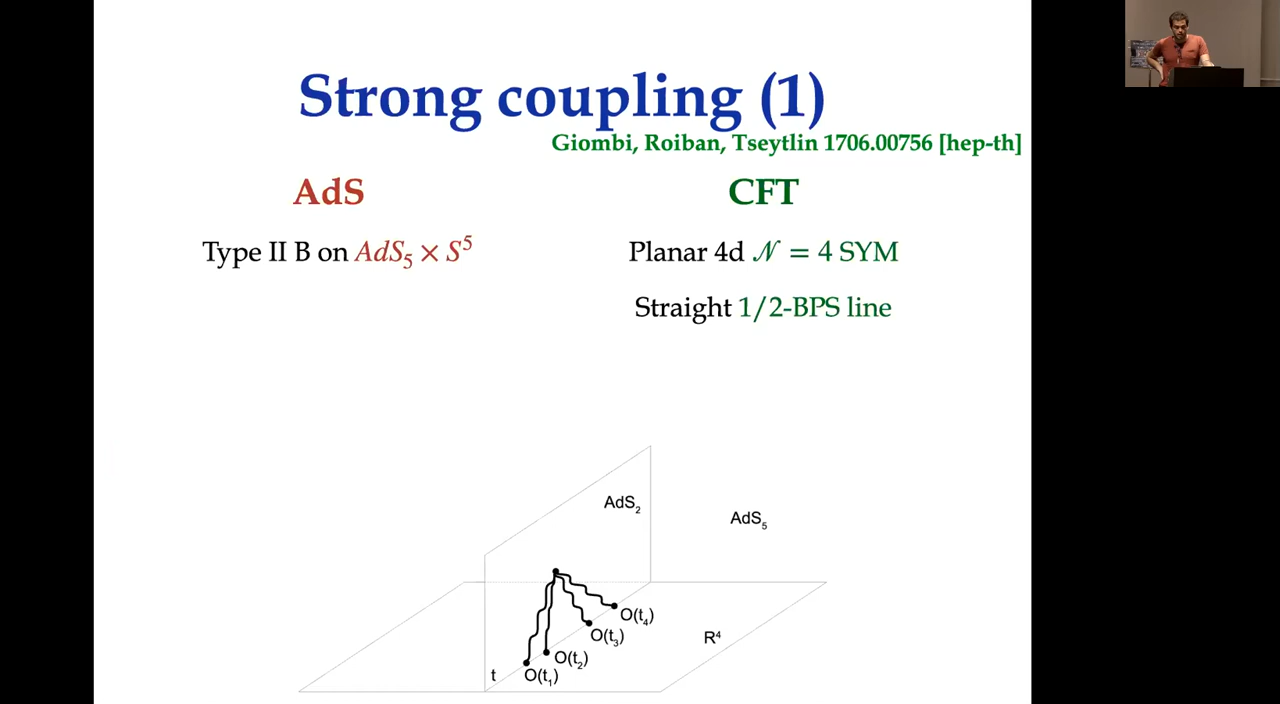 Strong coupling (1)
Giombi, Roiban, Tseytlin 1706.00756 [hep-th]
AdS
CFT
Type II B on AdS₅ × S⁵
Planar 4d 𝒩 = 4 SYM
Straight 1/2-BPS line
AdS₂
AdS₅
O(t₄)
O(t₃)
R⁴
O(t₂)
t
O(t₁)